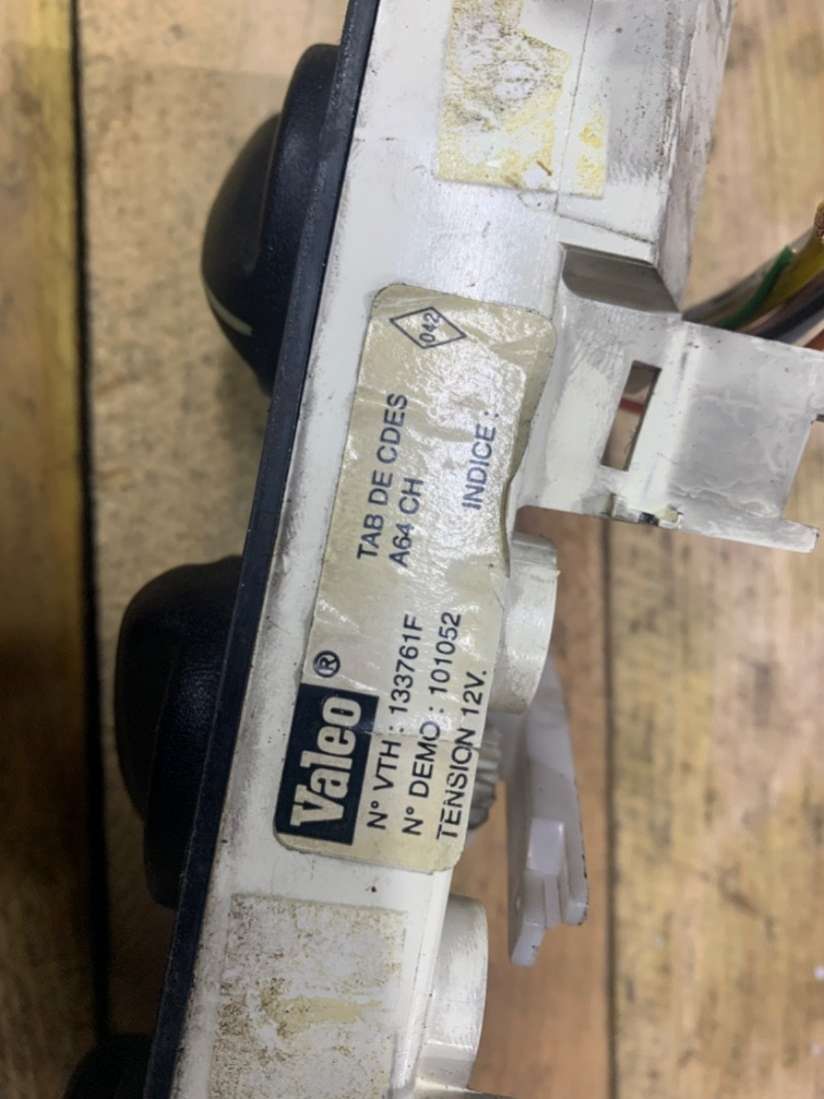 Valeo ®
TAB DE CDES
A64 CH
042
N° VTH : 133761F
N° DEMO : 101052
INDICE :
TENSION 12V.